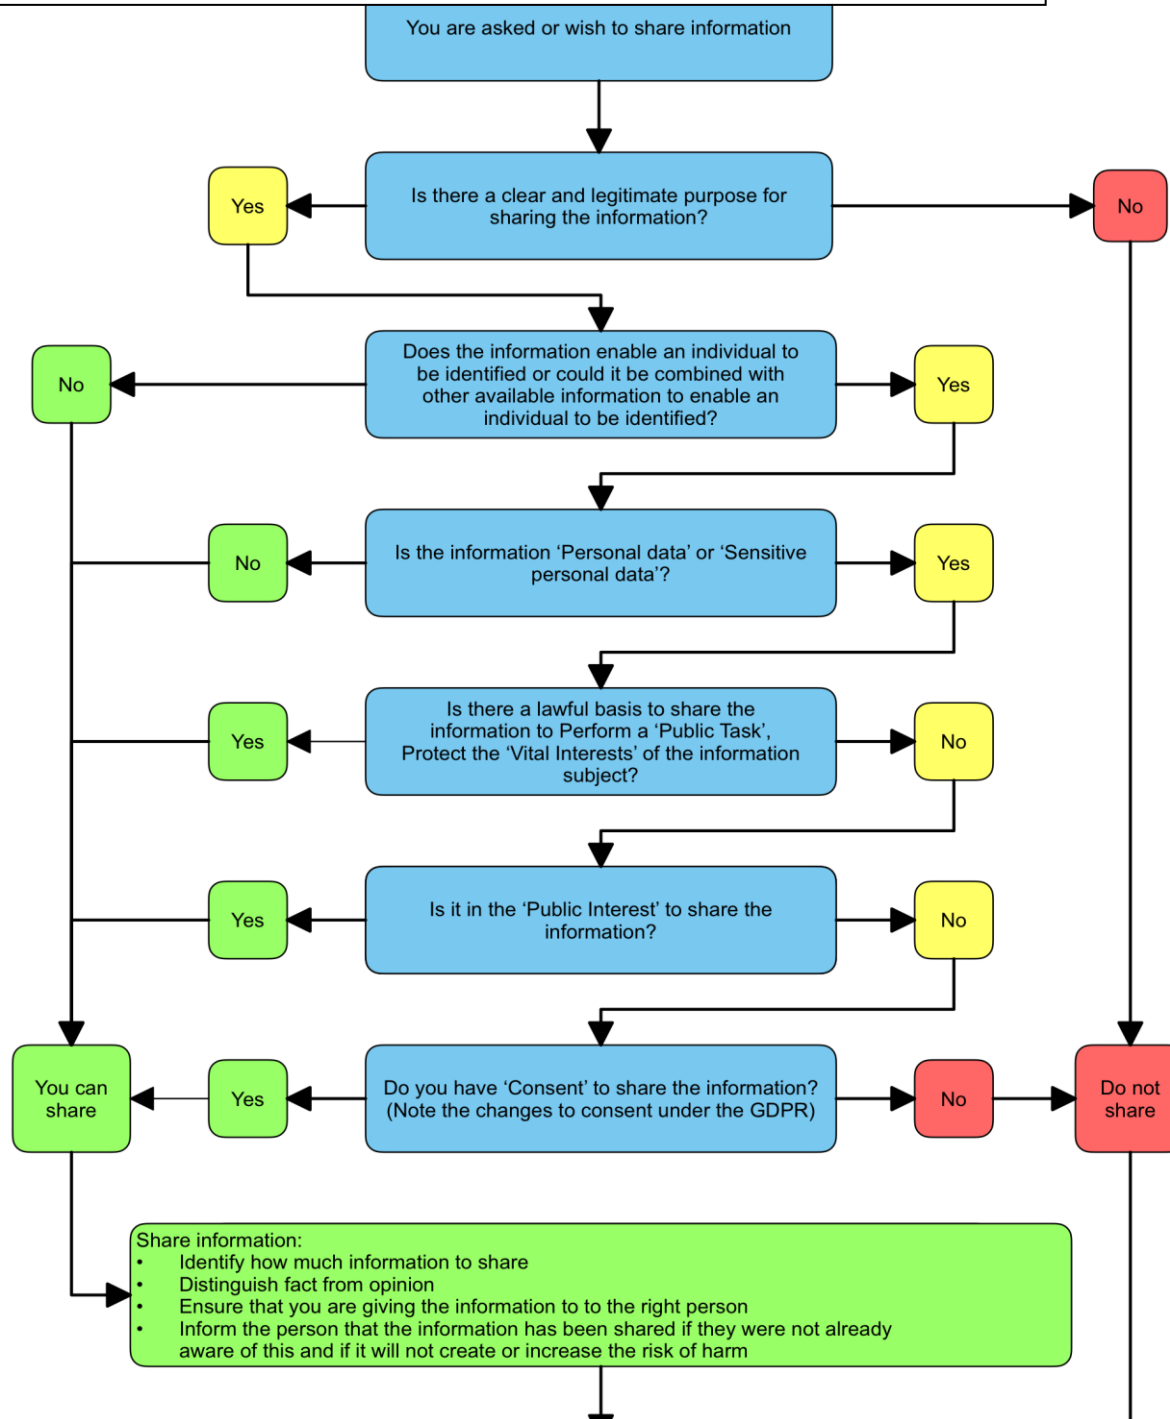 You are asked or wish to share information
Is there a clear and legitimate purpose for
sharing the information?
Yes
No
Does the information enable an individual to
be identified or could it be combined with
other available information to enable an
individual to be identified?
No
Yes
Is the information ‘Personal data’ or ‘Sensitive
personal data’?
No
Yes
Is there a lawful basis to share the
information to Perform a ‘Public Task’,
Protect the ‘Vital Interests’ of the information
subject?
Yes
No
Is it in the ‘Public Interest’ to share the
information?
Yes
No
You can
share
Yes
Do you have ‘Consent’ to share the information?
(Note the changes to consent under the GDPR)
No
Do not
share
Share information:
• Identify how much information to share
• Distinguish fact from opinion
• Ensure that you are giving the information to to the right person
• Inform the person that the information has been shared if they were not already
aware of this and if it will not create or increase the risk of harm